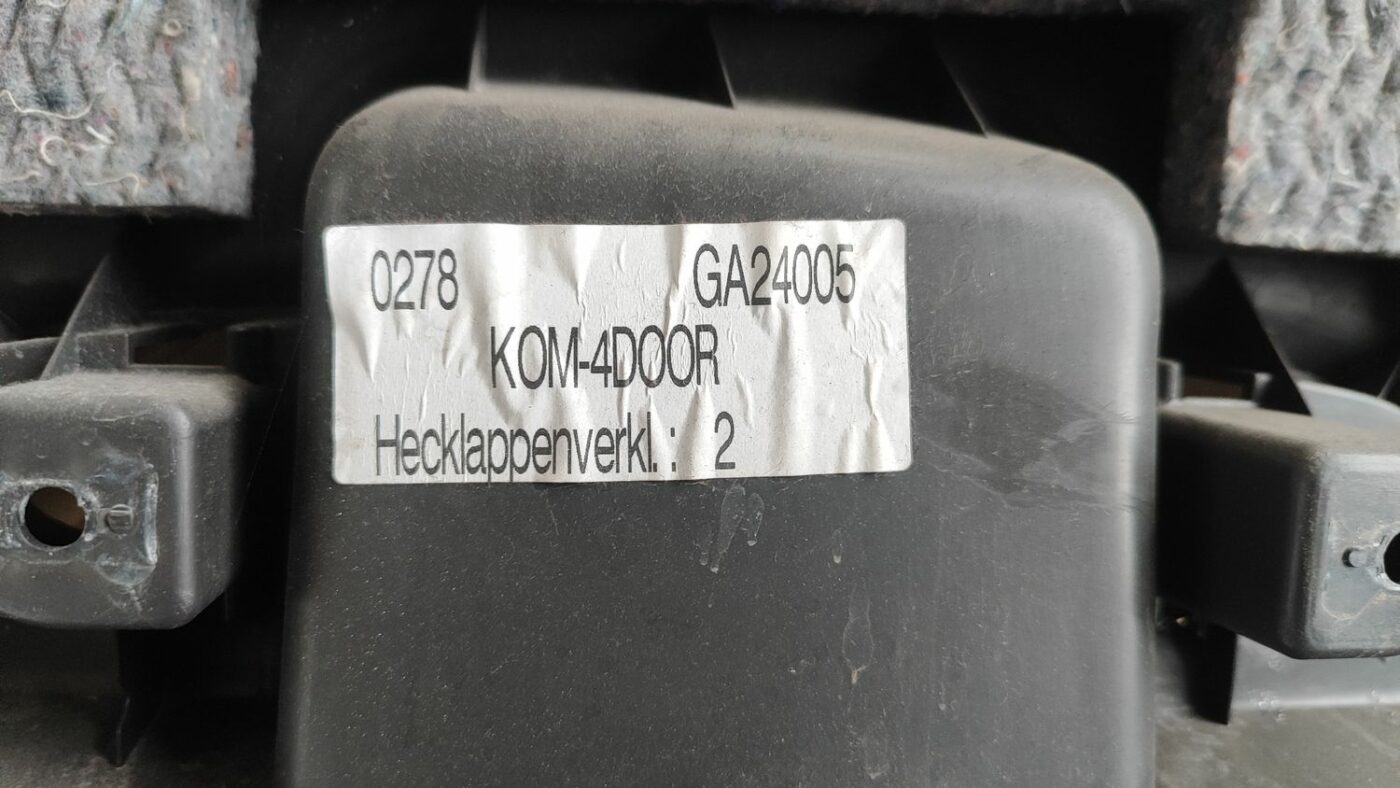 0278 GA24005
KOM-4DOOR
Hecklappenverkl.: 2